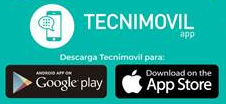 TECNIMOVIL
app
Descarga Tecnimovil para:
ANDROID APP ON
Google play
Download on the
App Store